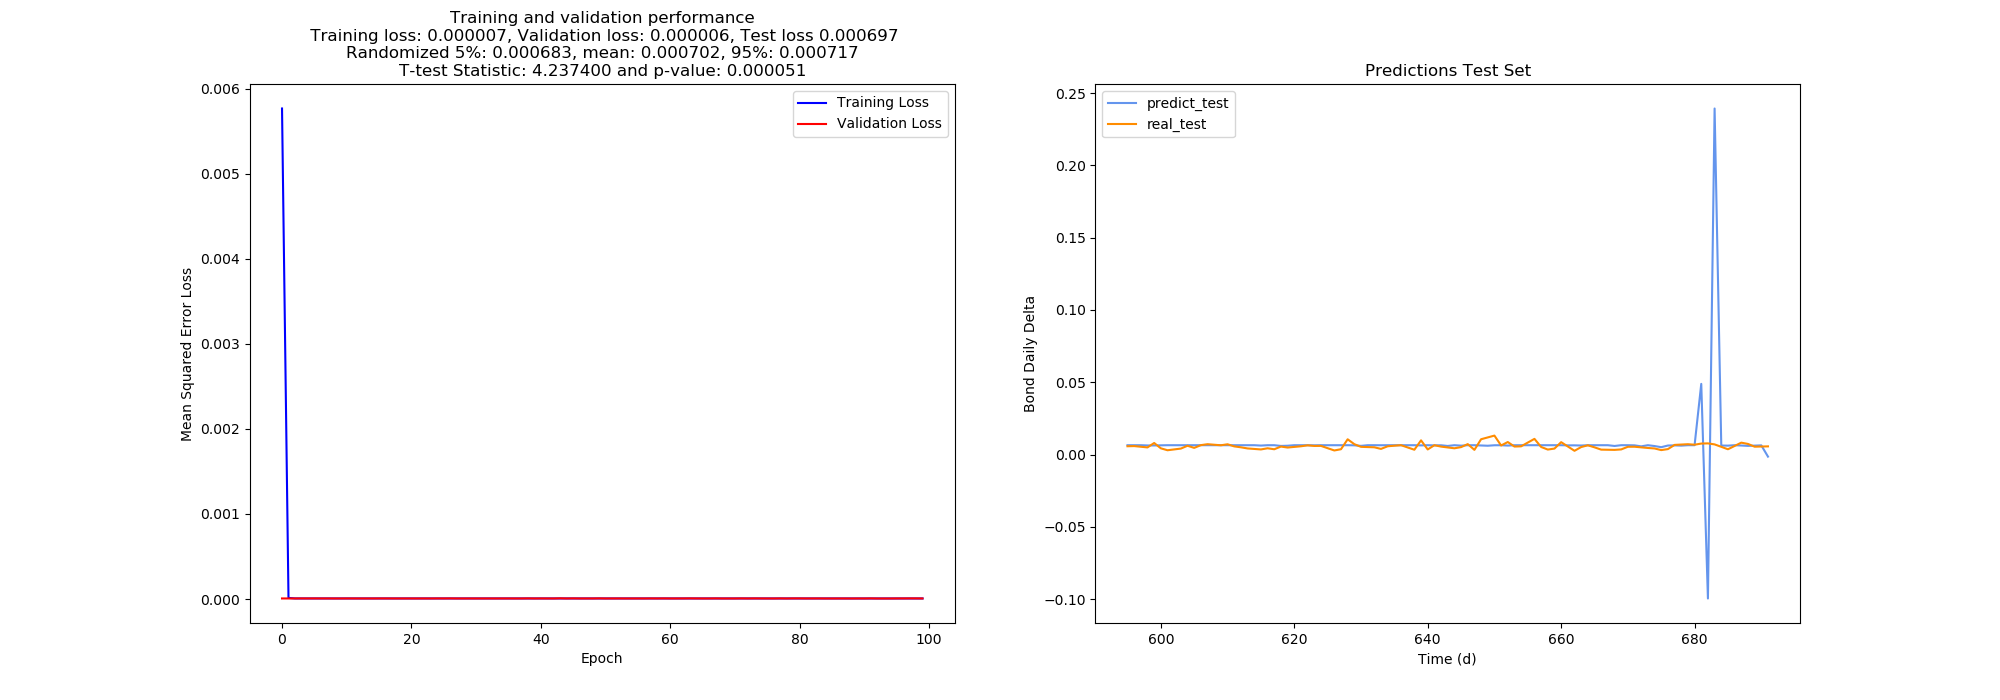 Training and validation performance
Training loss: 0.000007, Validation loss: 0.000006, Test loss 0.000697
Randomized 5%: 0.000683, mean: 0.000702, 95%: 0.000717
T-test Statistic: 4.237400 and p-value: 0.000051
0.006
0.005
0.004
0.003
0.002
0.001
0.000
Mean Squared Error Loss
Training Loss
Validation Loss
0
20
40
60
80
100
Epoch
Predictions Test Set
0.25
0.20
0.15
0.10
0.05
0.00
−0.05
−0.10
Bond Daily Delta
predict_test
real_test
600
620
640
660
680
Time (d)